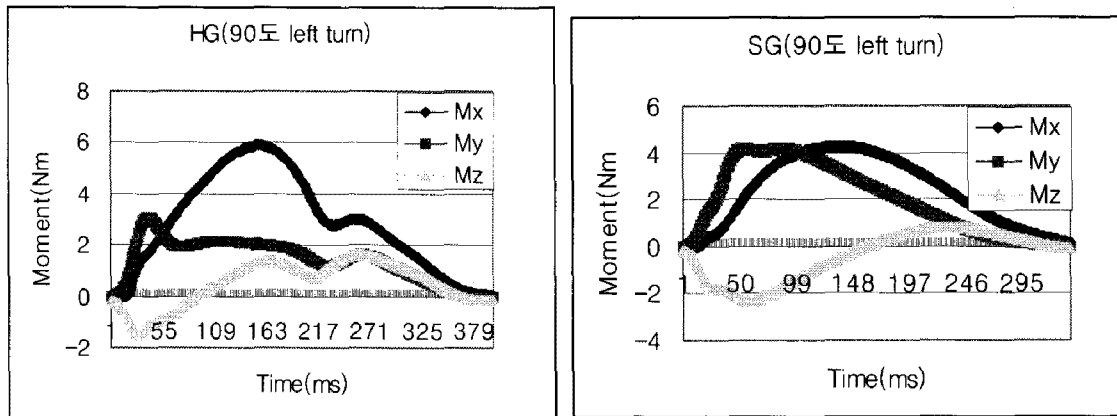 HG(90도 left turn)
8
6
4
2
0
-2
Moment(Nm
Mx
My
Mz
1 55 109 163 217 271 325 379
Time(ms)
SG(90도 left turn)
6
4
2
0
-2
-4
Moment(Nm
Mx
My
Mz
1 50 99 148 197 246 295
Time(ms)